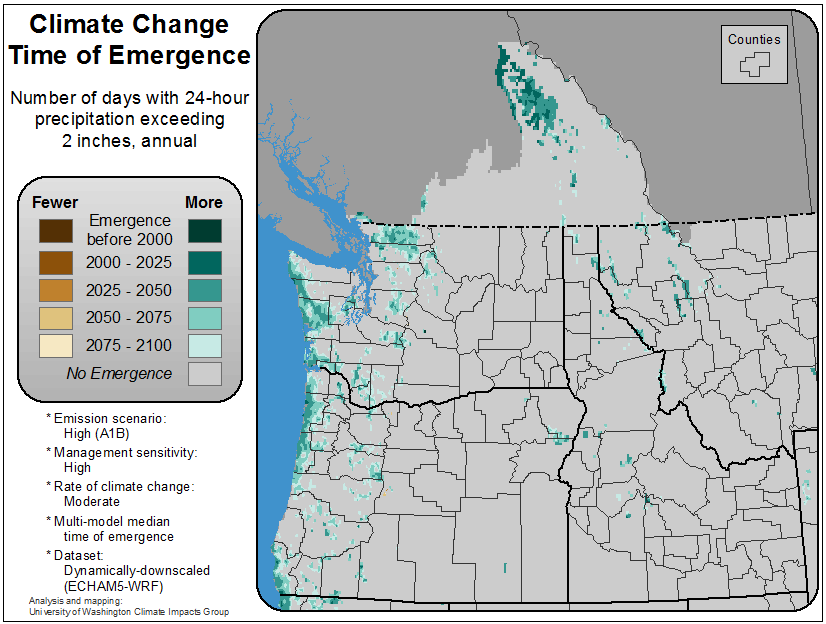 Climate Change
Time of Emergence
Number of days with 24-hour
precipitation exceeding
2 inches, annual
Fewer More
Emergence
before 2000
2000 - 2025
2025 - 2050
2050 - 2075
2075 - 2100
No Emergence
* Emission scenario:
High (A1B)
* Management sensitivity:
High
* Rate of climate change:
Moderate
* Multi-model median
time of emergence
* Dataset:
Dynamically-downscaled
(ECHAM5-WRF)
Analysis and mapping:
University of Washington Climate Impacts Group
Counties